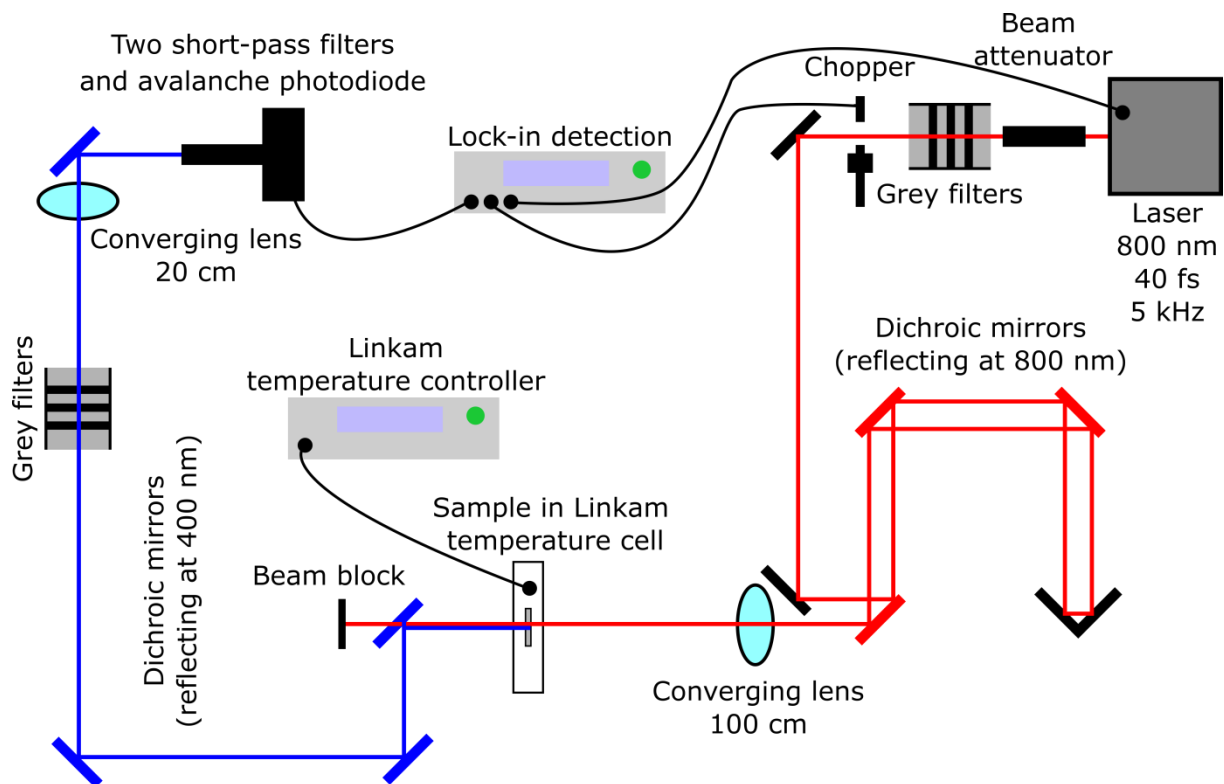 Two short-pass filters
and avalanche photodiode
Lock-in detection
Chopper
Beam
attenuator
Grey filters
Laser
800 nm
40 fs
5 kHz
Converging lens
20 cm
Grey filters
Dichroic mirrors
(reflecting at 400 nm)
Linkam
temperature controller
Dichroic mirrors
(reflecting at 800 nm)
Sample in Linkam
temperature cell
Beam block
Converging lens
100 cm